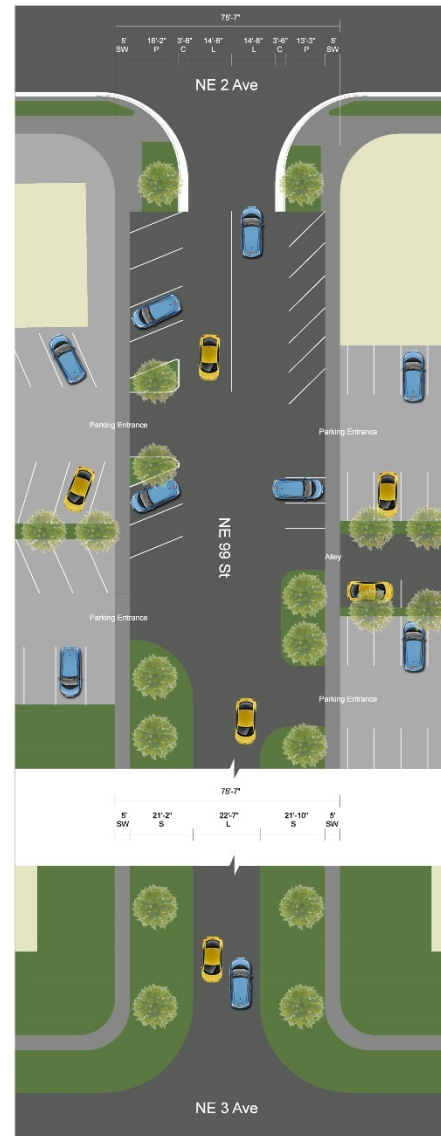 75'-7"
5' 15'-2" 3'-6" 14'-6" 14'-8" 3'-6" 13'-3" 5'
SW P C L L C P SW
NE 2 Ave
Parking Entrance
Parking Entrance
NE 99 St
Alley
Parking Entrance
Parking Entrance
75'-7"
5' 21'-2" 22'-7" 21'-10" 5'
SW S L S SW
NE 3 Ave